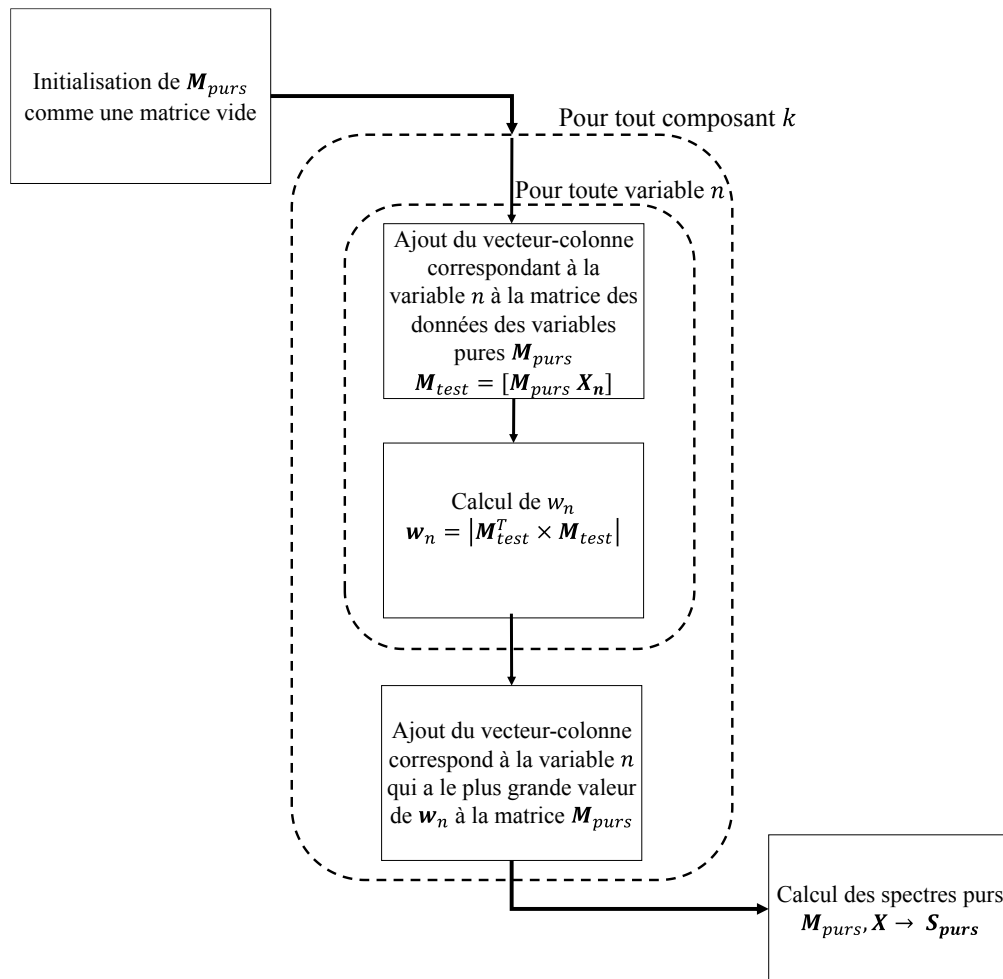 Initialisation de M_purs
comme une matrice vide
Pour tout composant k
Pour toute variable n
Ajout du vecteur-colonne
correspondant à la
variable n à la matrice des
données des variables
pures M_purs
M_test = [M_purs X_n]
Calcul de w_n
w_n = |M_test^T × M_test|
Ajout du vecteur-colonne
correspond à la variable n
qui a le plus grande valeur
de w_n à la matrice M_purs
Calcul des spectres purs
M_purs, X → S_purs